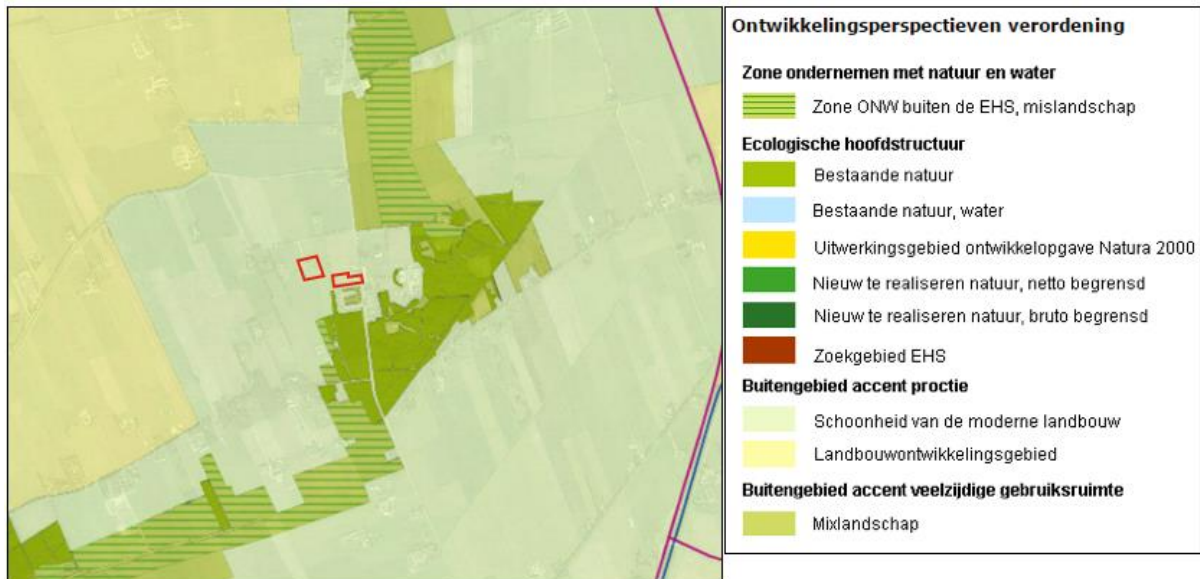 Ontwikkelingsperspectieven verordening
Zone ondernemen met natuur en water
Zone ONW buiten de EHS, mislandschap
Ecologische hoofdstructuur
Bestaande natuur
Bestaande natuur, water
Uitwerkingsgebied ontwikkelopgave Natura 2000
Nieuw te realiseren natuur, netto begrensd
Nieuw te realiseren natuur, bruto begrensd
Zoekgebied EHS
Buitengebied accent proctie
Schoonheid van de moderne landbouw
Landbouwontwikkelingsgebied
Buitengebied accent veelzijdige gebruiksruimte
Mixlandschap